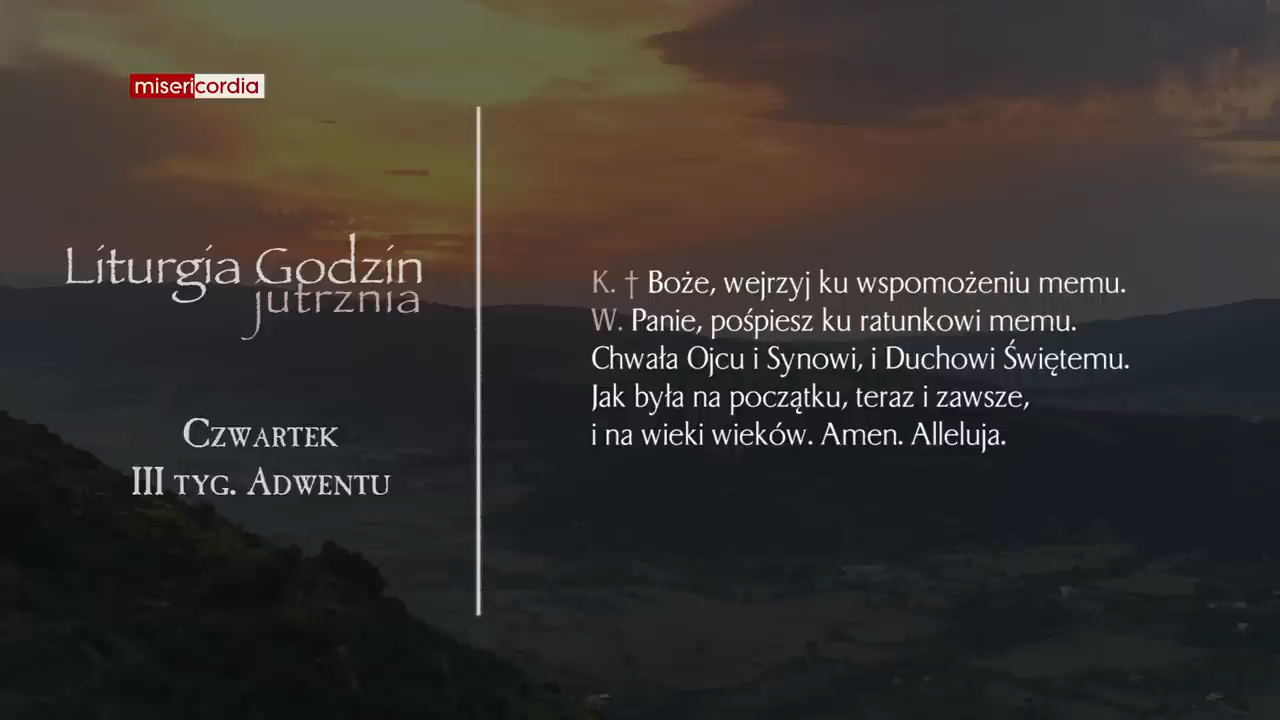 misericordia
Liturgia Godzin
jutrznia
Czwartek
III tyg. Adwentu
K. † Boże, wejrzyj ku wspomożeniu memu.
W. Panie, pośpiesz ku ratunkowi memu.
Chwała Ojcu i Synowi, i Duchowi Świętemu.
Jak była na początku, teraz i zawsze,
i na wieki wieków. Amen. Alleluja.